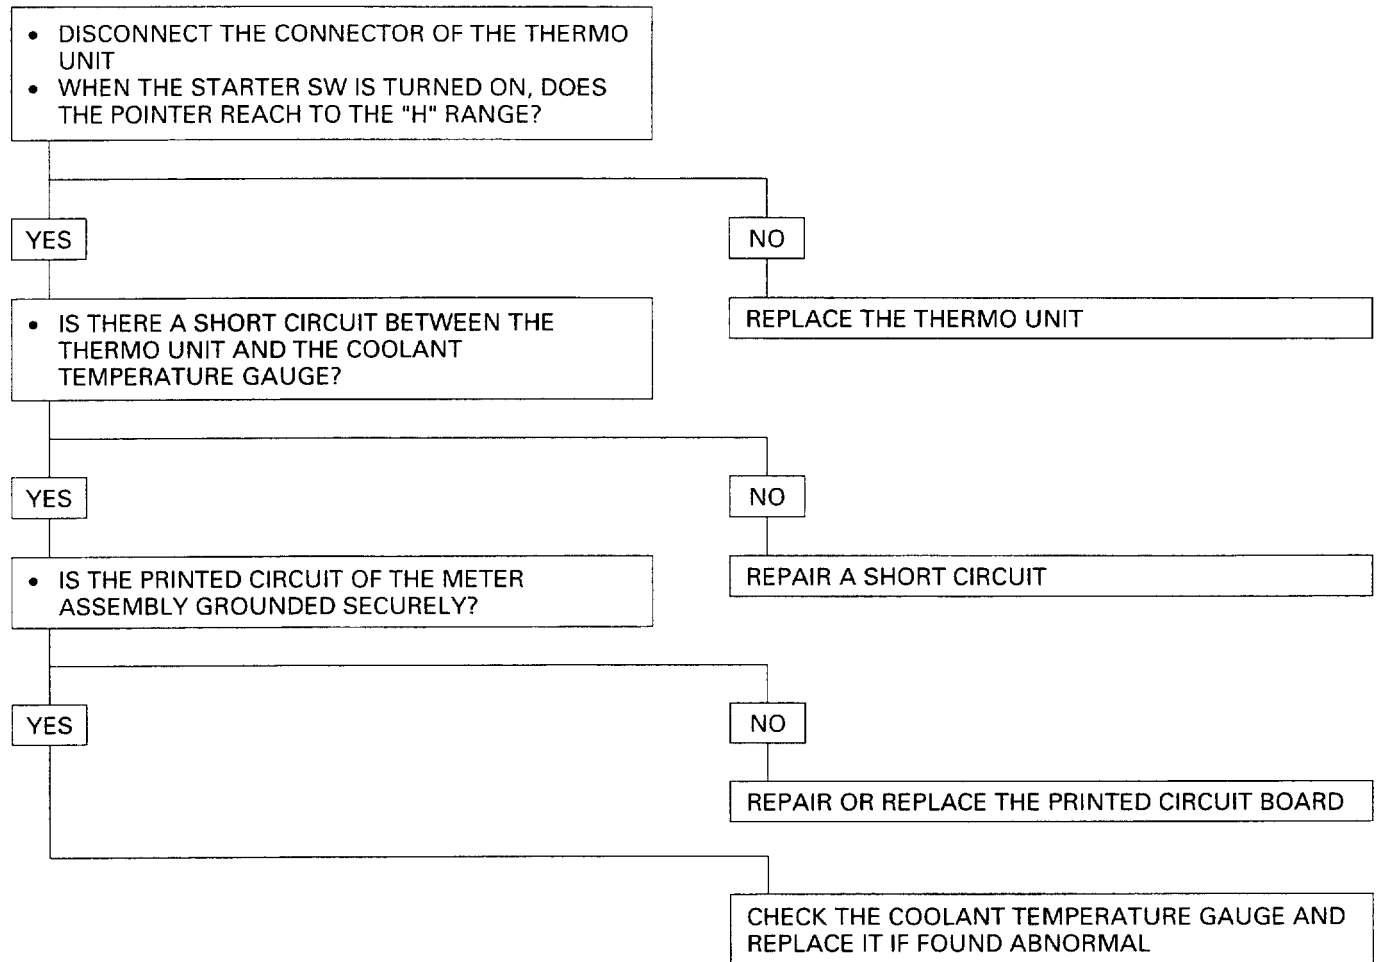 • DISCONNECT THE CONNECTOR OF THE THERMO
UNIT
• WHEN THE STARTER SW IS TURNED ON, DOES
THE POINTER REACH TO THE "H" RANGE?
YES
NO
• IS THERE A SHORT CIRCUIT BETWEEN THE
THERMO UNIT AND THE COOLANT
TEMPERATURE GAUGE?
REPLACE THE THERMO UNIT
YES
NO
• IS THE PRINTED CIRCUIT OF THE METER
ASSEMBLY GROUNDED SECURELY?
REPAIR A SHORT CIRCUIT
YES
NO
REPAIR OR REPLACE THE PRINTED CIRCUIT BOARD
CHECK THE COOLANT TEMPERATURE GAUGE AND
REPLACE IT IF FOUND ABNORMAL